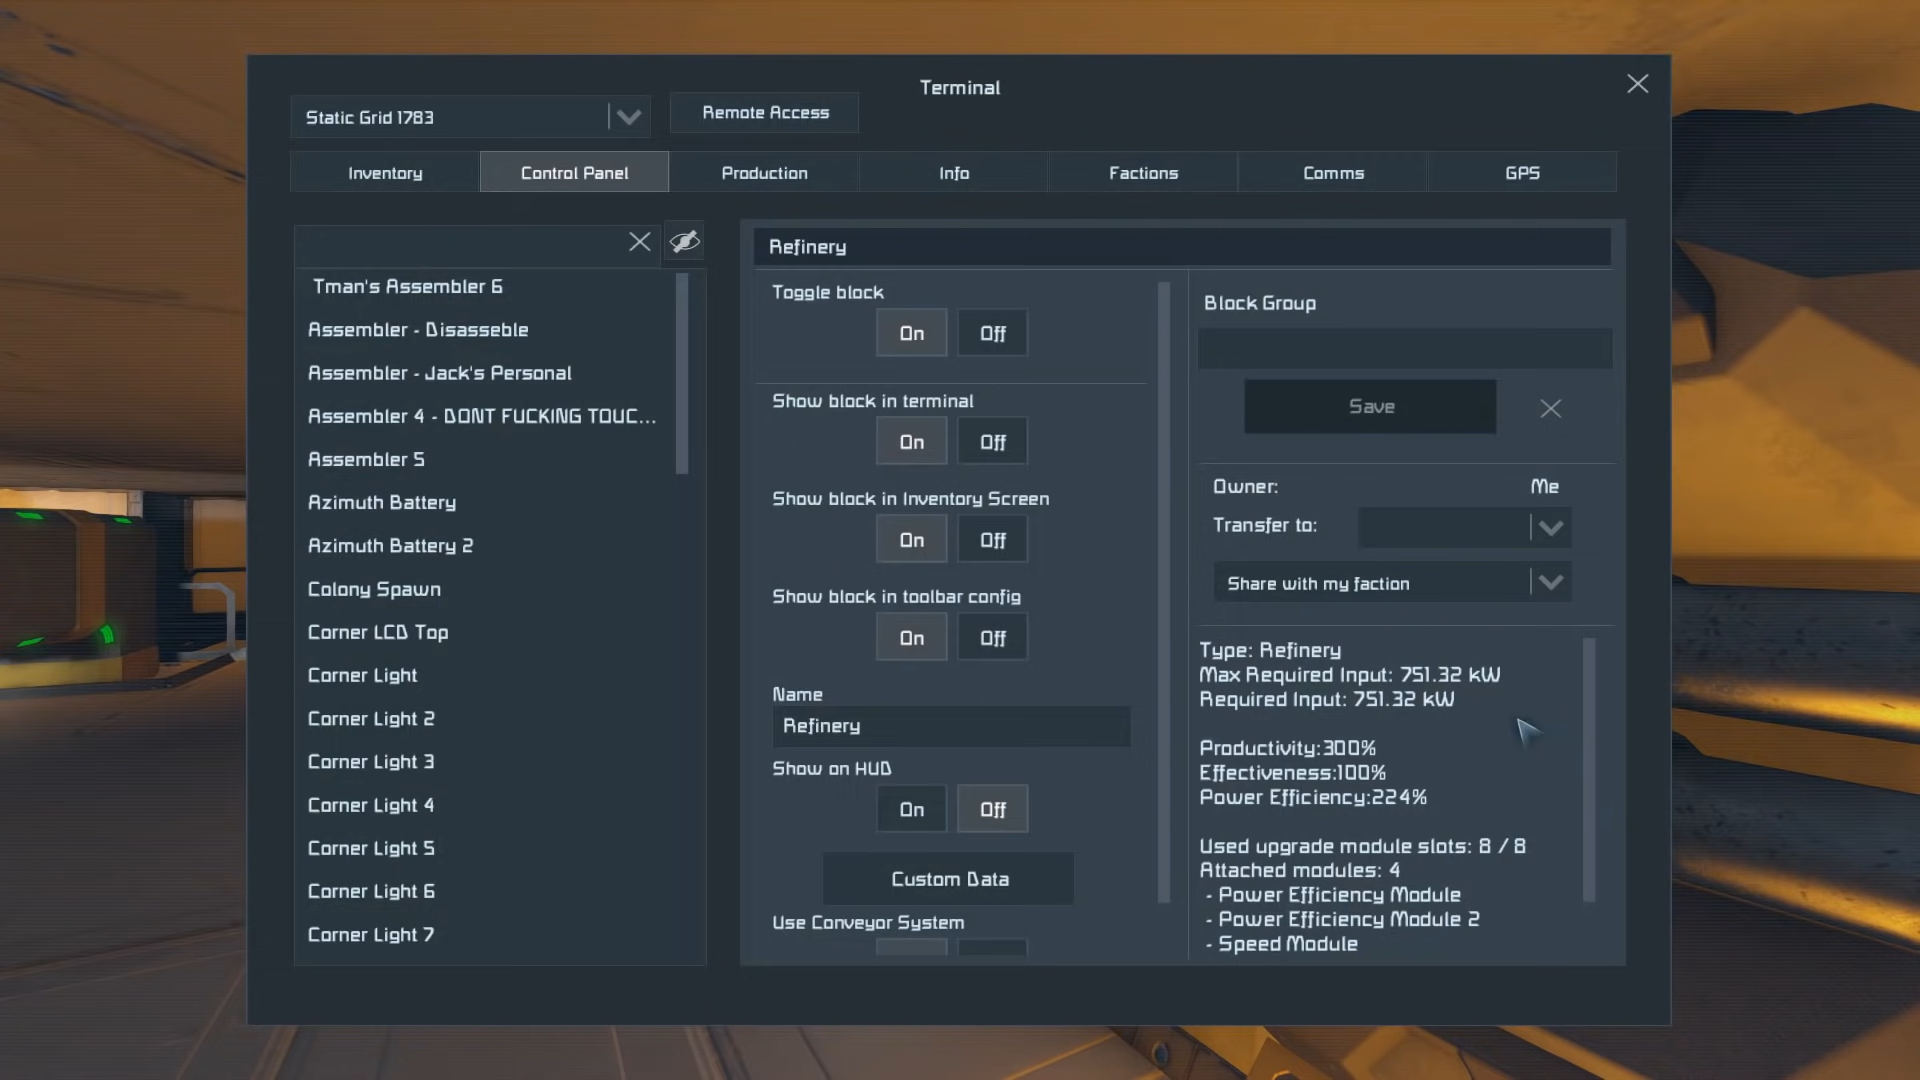 Terminal
Static Grid 1783
Remote Access
Inventory
Control Panel
Production
Info
Factions
Comms
GPS
Tman's Assembler 6
Assembler - Disasseble
Assembler - Jack's Personal
Assembler 4 - DONT FUCKING TOUC...
Assembler 5
Azimuth Battery
Azimuth Battery 2
Colony Spawn
Corner LCD Top
Corner Light
Corner Light 2
Corner Light 3
Corner Light 4
Corner Light 5
Corner Light 6
Corner Light 7
Refinery
Toggle block
On Off
Show block in terminal
On Off
Show block in Inventory Screen
On Off
Show block in toolbar config
On Off
Name
Refinery
Show on HUD
On Off
Custom Data
Use Conveyor System
Block Group
Save
Owner: Me
Transfer to:
Share with my faction
Type: Refinery
Max Required Input: 751.32 kW
Required Input: 751.32 kW
Productivity:300%
Effectiveness:100%
Power Efficiency:224%
Used upgrade module slots: 8 / 8
Attached modules: 4
- Power Efficiency Module
- Power Efficiency Module 2
- Speed Module